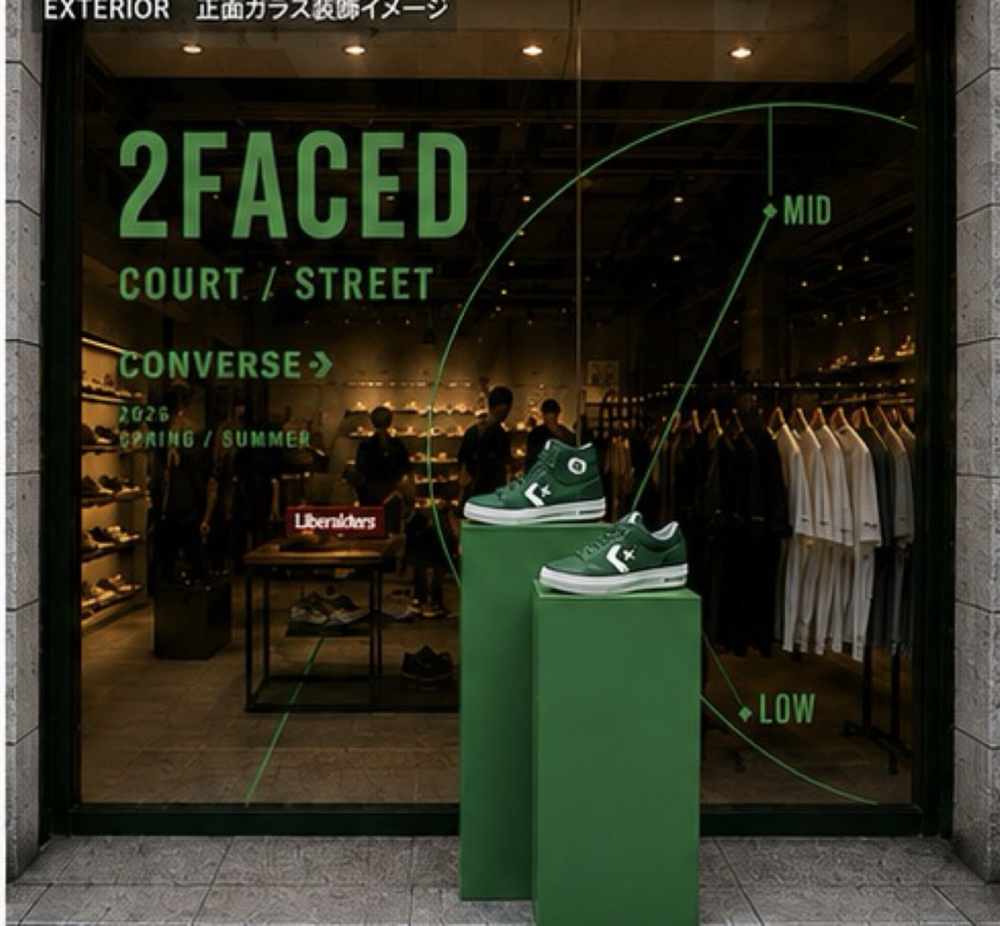 EXTERIOR 正面ガラス装飾イメージ
2FACED
COURT / STREET
CONVERSE
2026
SPRING / SUMMER
MID
Liberaiders
LOW